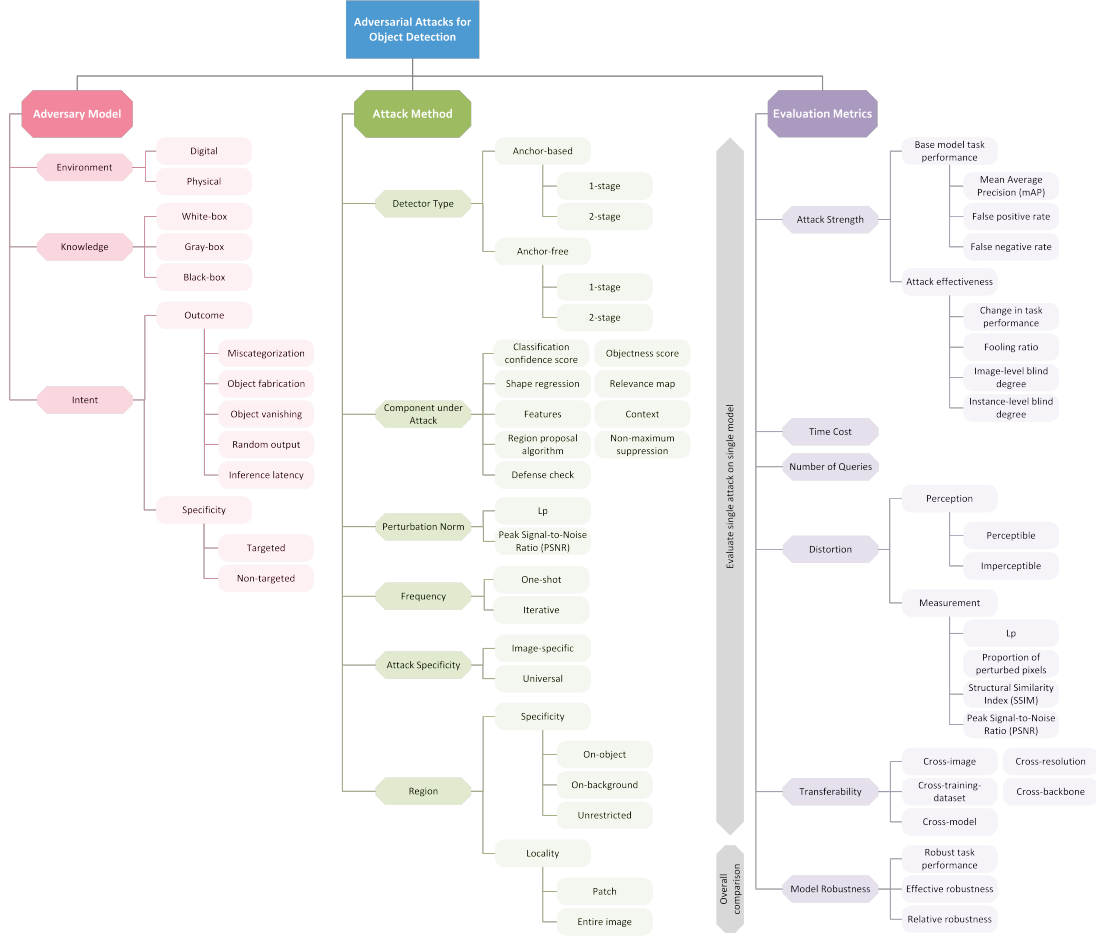 Adversarial Attacks for
Object Detection
Adversary Model
Environment
Digital
Physical
Knowledge
White-box
Gray-box
Black-box
Intent
Outcome
Miscategorization
Object fabrication
Object vanishing
Random output
Inference latency
Specificity
Targeted
Non-targeted
Attack Method
Detector Type
Anchor-based
1-stage
2-stage
Anchor-free
1-stage
2-stage
Component under
Attack
Classification
confidence score
Objectness score
Shape regression
Relevance map
Features
Context
Region proposal
algorithm
Non-maximum
suppression
Defense check
Perturbation Norm
Lp
Peak Signal-to-Noise
Ratio (PSNR)
Frequency
One-shot
Iterative
Attack Specificity
Image-specific
Universal
Region
Specificity
On-object
On-background
Unrestricted
Locality
Patch
Entire image
Evaluation Metrics
Evaluate single attack on single model
Attack Strength
Base model task
performance
Mean Average
Precision (mAP)
False positive rate
False negative rate
Attack effectiveness
Change in task
performance
Fooling ratio
Image-level blind
degree
Instance-level blind
degree
Time Cost
Number of Queries
Distortion
Perception
Perceptible
Imperceptible
Measurement
Lp
Proportion of
perturbed pixels
Structural Similarity
Index (SSIM)
Peak Signal-to-Noise
Ratio (PSNR)
Transferability
Cross-image
Cross-resolution
Cross-training-
dataset
Cross-backbone
Cross-model
Overall
comparison
Model Robustness
Robust task
performance
Effective robustness
Relative robustness